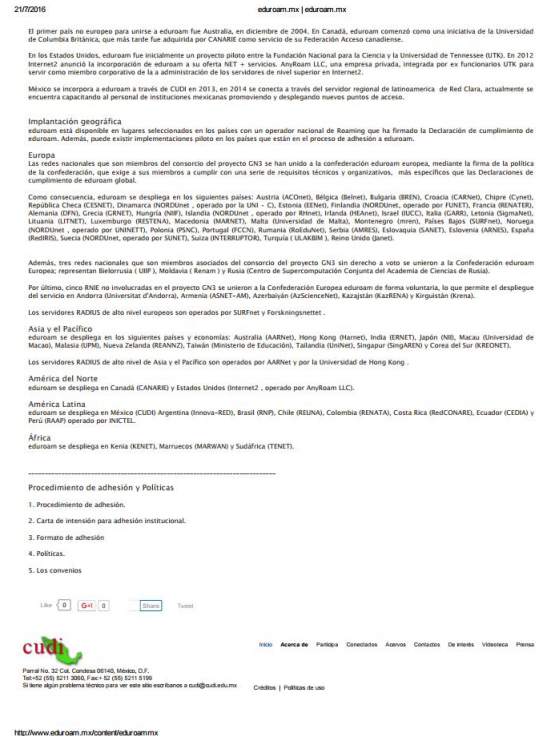 21/7/2016 eduroam.mx | eduroam.mx
El primer país no europeo para unirse a eduroam fue Australia, en diciembre de 2004. En Canadá, eduroam comenzó como una iniciativa de la Universidad
de Columbia Británica, que más tarde fue adquirida por CANARIE como servicio de su Federación Acceso canadiense.
En los Estados Unidos, eduroam fue inicialmente un proyecto piloto entre la Fundación Nacional para la Ciencia y la Universidad de Tennessee (UTK). En 2012
Internet2 anunció la incorporación de eduroam a su oferta NET + servicios. AnyRoam LLC, una empresa privada, integrada por ex funcionarios UTK para
servir como miembro corporativo de la a administración de los servidores de nivel superior en Internet2.
México se incorpora a eduroam a través de CUDI en 2013, en 2014 se conecta a través del servidor regional de latinoamerica de Red Clara, actualmente se
encuentra capacitando al personal de instituciones mexicanas promoviendo y desplegando nuevos puntos de acceso.
Implantación geográfica
eduroam está disponible en lugares seleccionados en los países con un operador nacional de Roaming que ha firmado la Declaración de cumplimiento de
eduroam. Además, puede existir implementaciones piloto en los países que están en el proceso de adhesión a eduroam.
Europa
Las redes nacionales que son miembros del consorcio del proyecto GN3 se han unido a la confederación eduroam europea, mediante la firma de la política
de la confederación, que exige a sus miembros a cumplir con una serie de requisitos técnicos y organizativos, más específicos que las Declaraciones de
cumplimiento de eduroam global.
Como consecuencia, eduroam se despliega en los siguientes países: Austria (ACOnet), Bélgica (Belnet), Bulgaria (BREN), Croacia (CARNet), Chipre (Cynet),
República Checa (CESNET), Dinamarca (NORDUnet , operado por la UNI - C), Estonia (EENet), Finlandia (NORDUnet , operado por FUNET), Francia (RENATER),
Alemania (DFN), Grecia (GRNET), Hungría (NIIF), Islandia (NORDUnet , operado por RHnet), Irlanda (HEAnet), Israel (IUCC), Italia (GARR), Letonia (SigmaNet),
Lituania (LITNET), Luxemburgo (RESTENA), Macedonia (MARNET), Malta (Universidad de Malta), Montenegro (mren), Países Bajos (SURFnet), Noruega
(NORDUnet , operado por UNINETT), Polonia (PSNC), Portugal (FCCN), Rumania (RoEduNet), Serbia (AMRES), Eslovaquia (SANET), Eslovenia (ARNES), España
(RedIRIS), Suecia (NORDUnet, operado por SUNET), Suiza (INTERRUPTOR), Turquía ( ULAKBIM ), Reino Unido (Janet).
Además, tres redes nacionales que son miembros asociados del consorcio del proyecto GN3 sin derecho a voto se unieron a la Confederación eduroam
Europea; representan Bielorrusia ( UIIP ), Moldavia ( Renam ) y Rusia (Centro de Supercomputación Conjunta del Academia de Ciencias de Rusia).
Por último, cinco RNIE no involucradas en el proyecto GN3 se unieron a la Confederación Europea eduroam de forma voluntaria, lo que permite el despliegue
del servicio en Andorra (Universitat d'Andorra), Armenia (ASNET-AM), Azerbaiyán (AzScienceNet), Kazajstán (KazRENA) y Kirguistán (Krena).
Los servidores RADIUS de alto nivel europeos son operados por SURFnet y Forskningsnettet .
Asia y el Pacífico
eduroam se despliega en los siguientes países y economías: Australia (AARNet), Hong Kong (Harnet), India (ERNET), Japón (NII), Macau (Universidad de
Macao), Malasia (UPM), Nueva Zelanda (REANNZ), Taiwán (Ministerio de Educación), Tailandia (UniNet), Singapur (SingAREN) y Corea del Sur (KREONET).
Los servidores RADIUS de alto nivel de Asia y el Pacífico son operados por AARNet y por la Universidad de Hong Kong .
América del Norte
eduroam se despliega en Canadá (CANARIE) y Estados Unidos (Internet2 , operado por AnyRoam LLC).
América Latina
eduroam se despliega en México (CUDI) Argentina (Innova-RED), Brasil (RNP), Chile (REUNA), Colombia (RENATA), Costa Rica (RedCONARE), Ecuador (CEDIA) y
Perú (RAAP) operado por INICTEL.
África
eduroam se despliega en Kenia (KENET), Marruecos (MARWAN) y Sudáfrica (TENET).
Procedimiento de adhesión y Políticas
1. Procedimiento de adhesión.
2. Carta de intensión para adhesión institucional.
3. Formato de adhesión
4. Políticas.
5. Los convenios
Like 0 G+1 0 Share Tweet
cudi
Inicio Acerca de Participa Conectados Acervos Contactos De interés Videoteca Prensa
Parral No. 32 Col. Condesa 06140, México, D.F.
Tel:+52 (55) 5211 3060, Fax:+ 52 (55) 5211 5199
Si tiene algún problema técnico para ver este sitio escríbanos a cudi@cudi.edu.mx
Créditos | Políticas de uso
http://www.eduroam.mx/content/eduroammx